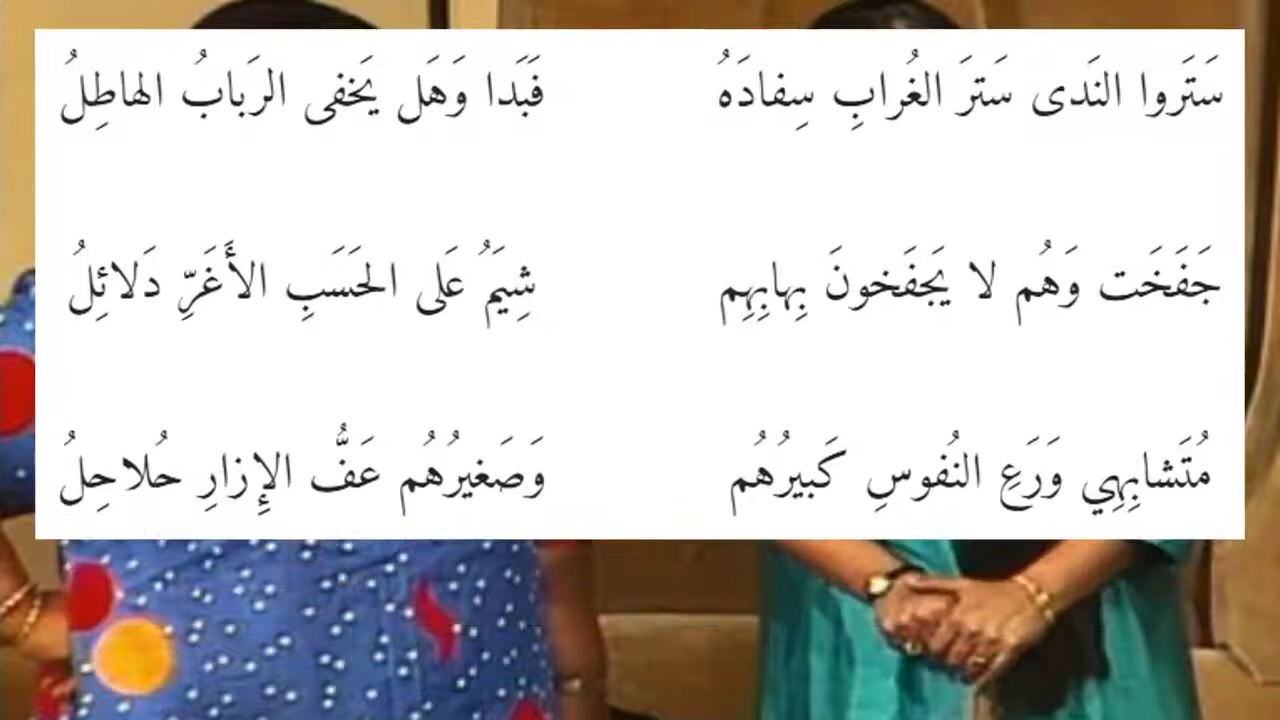 سَتَروا النَدى سَترَ الغُرابِ سِفادَهُ فَبَدا وَهَل يَخفى الرَبابُ الهاطِلُ
جَفَخَت وَهُم لا يَجفَخونَ بِهابِهِم شِيَمُ عَلى الحَسَبِ الأَغَرِّ دَلائِلُ
مُتَشابِهِي وَرَعِ النُفوسِ كَبيرُهُم وَصَغيرُهُم عَفُّ الإِزارِ حُلاحِلُ